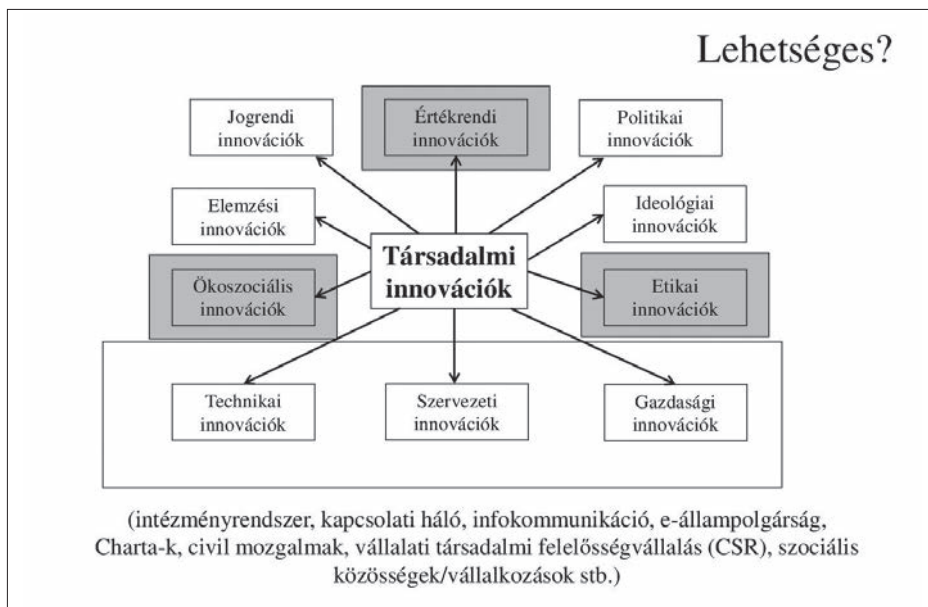 Lehetséges?
Jogrendi
innovációk
Értékrendi
innovációk
Politikai
innovációk
Elemzési
innovációk
Ideológiai
innovációk
Társadalmi
innovációk
Ökoszociális
innovációk
Etikai
innovációk
Technikai
innovációk
Szervezeti
innovációk
Gazdasági
innovációk
(intézményrendszer, kapcsolati háló, infokommunikáció, e-állampolgárság,
Charta-k, civil mozgalmak, vállalati társadalmi felelősségvállalás (CSR), szociális
közösségek/vállalkozások stb.)